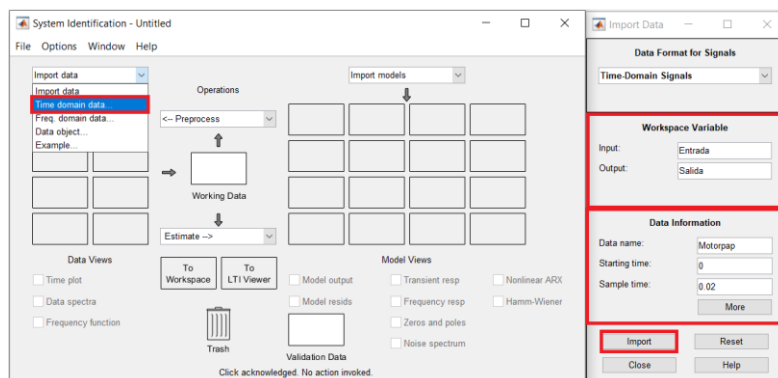 System Identification - Untitled
File Options Window Help
Import data
Import data
Time domain data...
Freq. domain data...
Data object...
Example...
Operations
<-- Preprocess
Working Data
Estimate -->
Import models
Data Views
Time plot
Data spectra
Frequency function
To
Workspace
To
LTI Viewer
Trash
Model Views
Model output
Transient resp
Nonlinear ARX
Model resids
Frequency resp
Hamm-Wiener
Zeros and poles
Noise spectrum
Validation Data
Click acknowledged. No action invoked.
Import Data
Data Format for Signals
Time-Domain Signals
Workspace Variable
Input: Entrada
Output: Salida
Data Information
Data name: Motorpap
Starting time: 0
Sample time: 0.02
More
Import Reset
Close Help